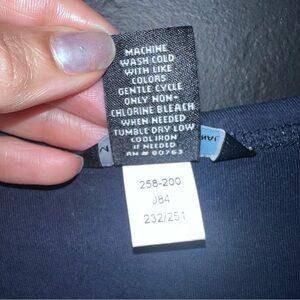 MACHINE
WASH COLD
WITH LIKE
COLORS
GENTLE CYCLE
ONLY NON-
CHLORINE BLEACH
WHEN NEEDED
TUMBLE DRY LOW
COOL IRON
IF NEEDED
RN # 80763
258-200
J84
232/251